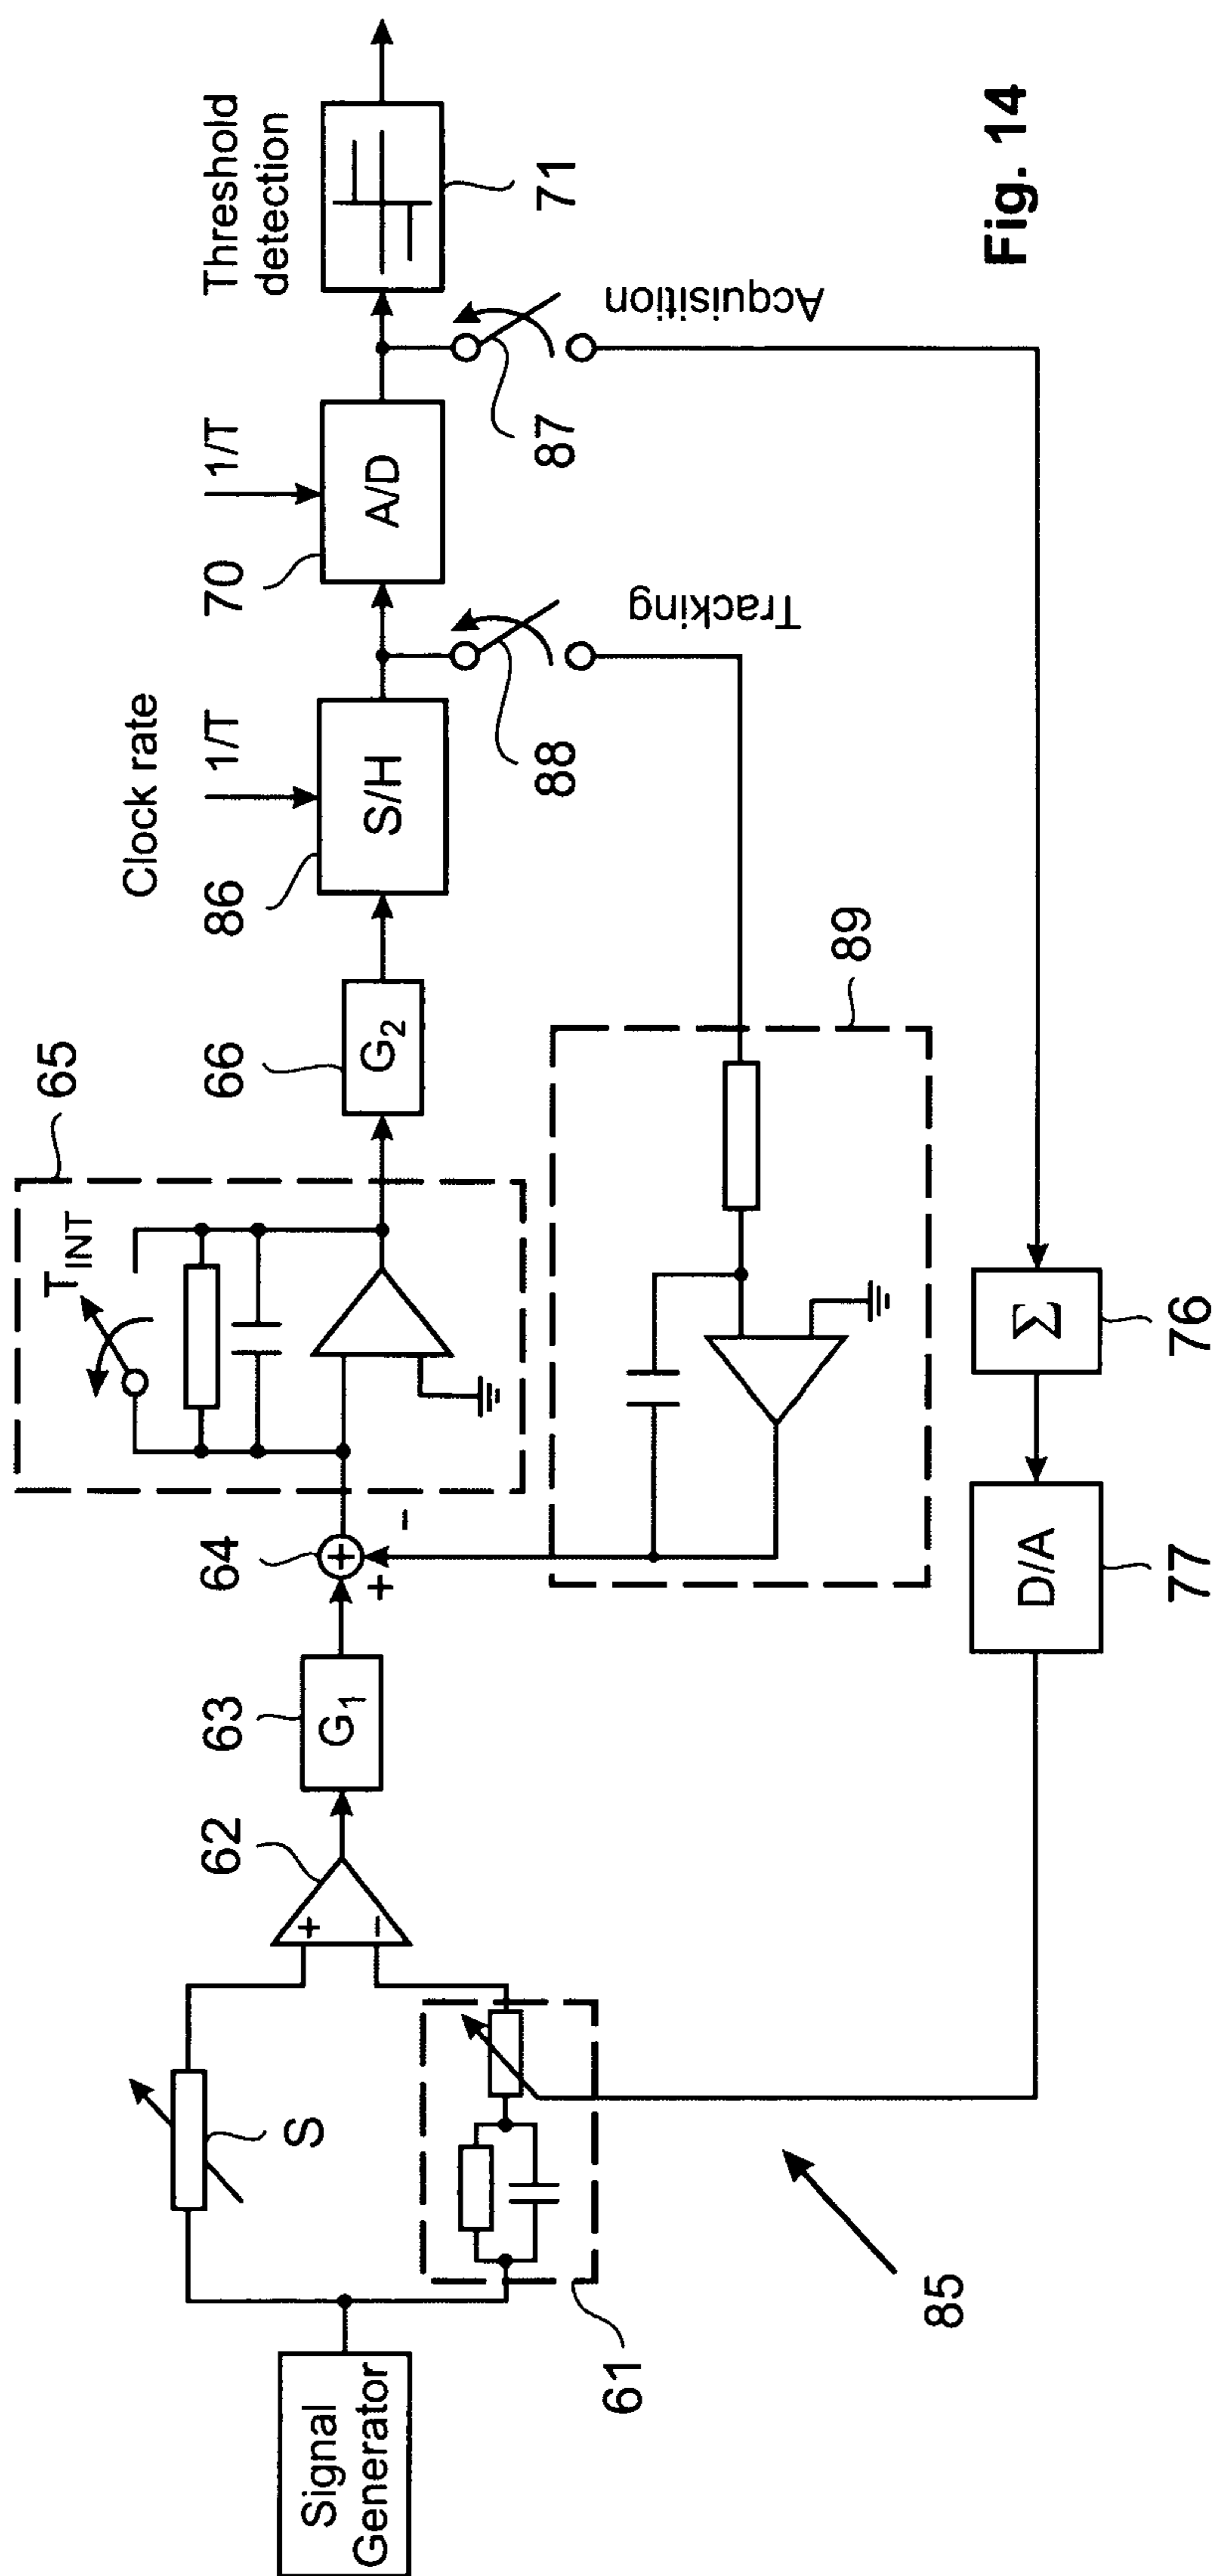 Signal
Generator
S
61
+
−
62
63
G1
64
+
+
-
65
TINT
66
G2
Clock rate
86
1/T
S/H
88
Tracking
70
1/T
A/D
87
Acquisition
Threshold
detection
71
89
Σ
76
D/A
77
85
Fig. 14